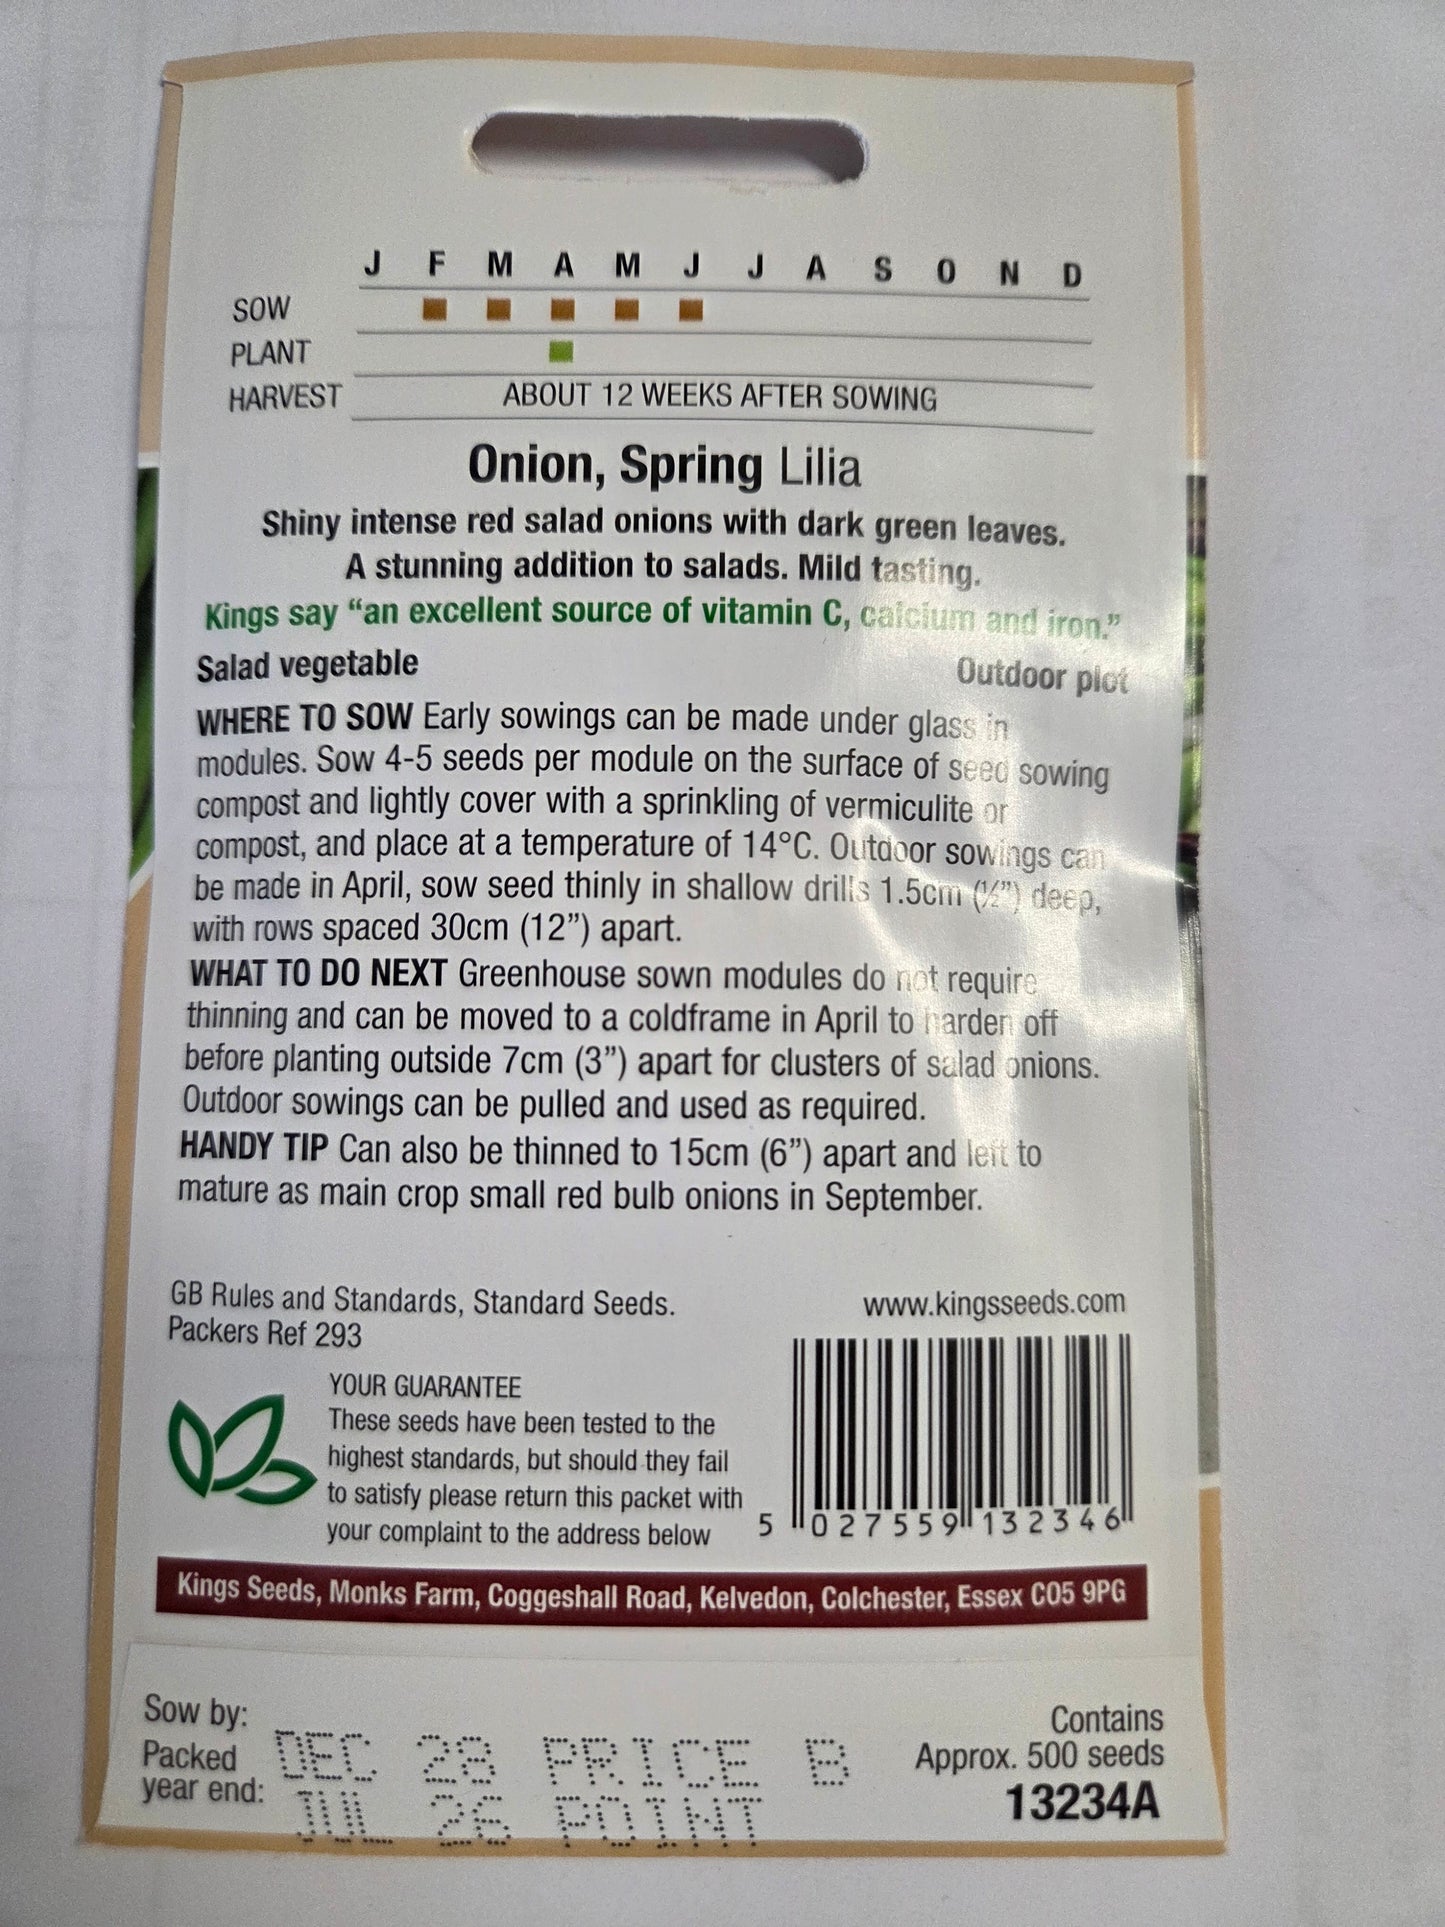 J F M A M J J A S O N D
SOW
PLANT
HARVEST ABOUT 12 WEEKS AFTER SOWING
Onion, Spring Lilia
Shiny intense red salad onions with dark green leaves.
A stunning addition to salads. Mild tasting.
Kings say “an excellent source of vitamin C, calcium and iron.”
Salad vegetable Outdoor plot
WHERE TO SOW Early sowings can be made under glass in
modules. Sow 4-5 seeds per module on the surface of seed sowing
compost and lightly cover with a sprinkling of vermiculite or
compost, and place at a temperature of 14°C. Outdoor sowings can
be made in April, sow seed thinly in shallow drills 1.5cm (½”) deep,
with rows spaced 30cm (12”) apart.
WHAT TO DO NEXT Greenhouse sown modules do not require
thinning and can be moved to a coldframe in April to harden off
before planting outside 7cm (3”) apart for clusters of salad onions.
Outdoor sowings can be pulled and used as required.
HANDY TIP Can also be thinned to 15cm (6”) apart and left to
mature as main crop small red bulb onions in September.
GB Rules and Standards, Standard Seeds.
Packers Ref 293
www.kingsseeds.com
YOUR GUARANTEE
These seeds have been tested to the
highest standards, but should they fail
to satisfy please return this packet with
your complaint to the address below
5 027559 132346
Kings Seeds, Monks Farm, Coggeshall Road, Kelvedon, Colchester, Essex CO5 9PG
Sow by: DEC 28 PRICE B
Packed
year end: JUL 26 POINT
Contains
Approx. 500 seeds
13234A